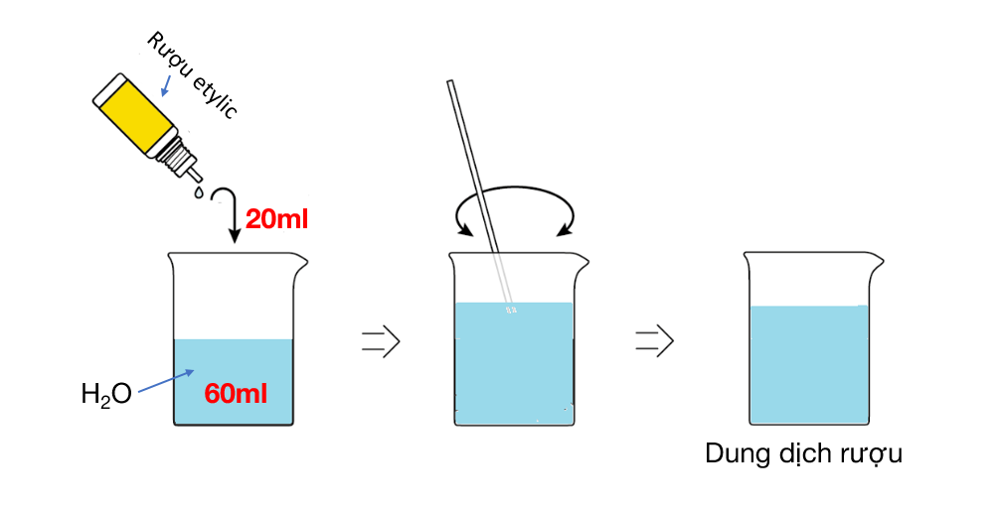 Rượu etylic
20ml
H₂O
60ml
Dung dịch rượu